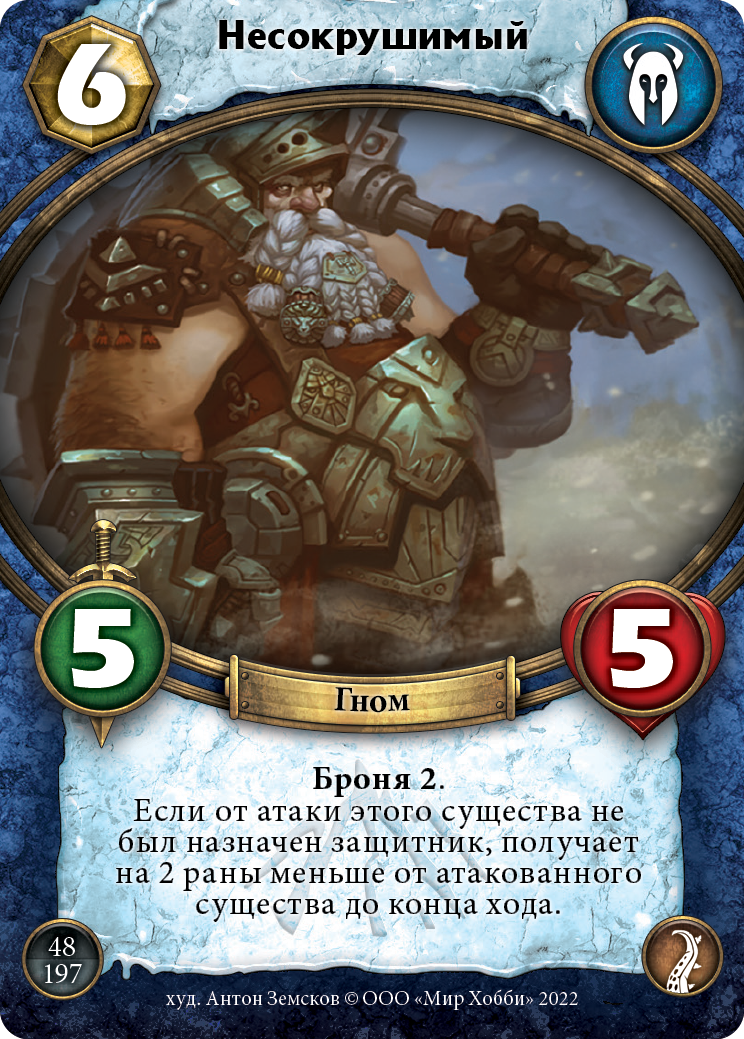 6
Несокрушимый
5
5
Гном
Броня 2.
Если от атаки этого существа не
был назначен защитник, получает
на 2 раны меньше от атакованного
существа до конца хода.
48
197
худ. Антон Земсков © ООО «Мир Хобби» 2022